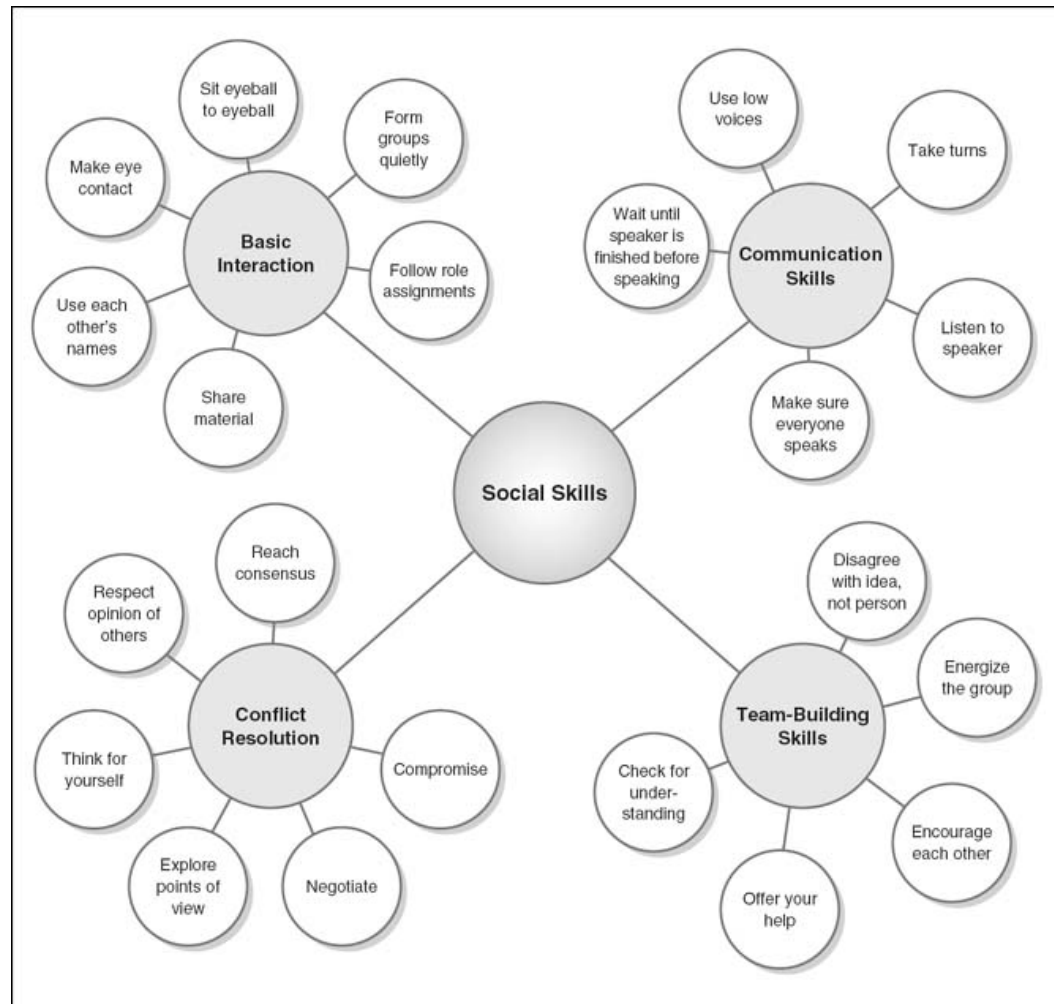 Sit eyeball
to eyeball
Form
groups
quietly
Make eye
contact
Basic
Interaction
Follow role
assignments
Use each
other's
names
Share
material
Use low
voices
Take turns
Wait until
speaker is
finished before
speaking
Communication
Skills
Listen to
speaker
Make sure
everyone
speaks
Social Skills
Reach
consensus
Respect
opinion of
others
Conflict
Resolution
Think for
yourself
Compromise
Explore
points of
view
Negotiate
Disagree
with idea,
not person
Energize
the group
Team-Building
Skills
Check for
under-
standing
Encourage
each other
Offer your
help